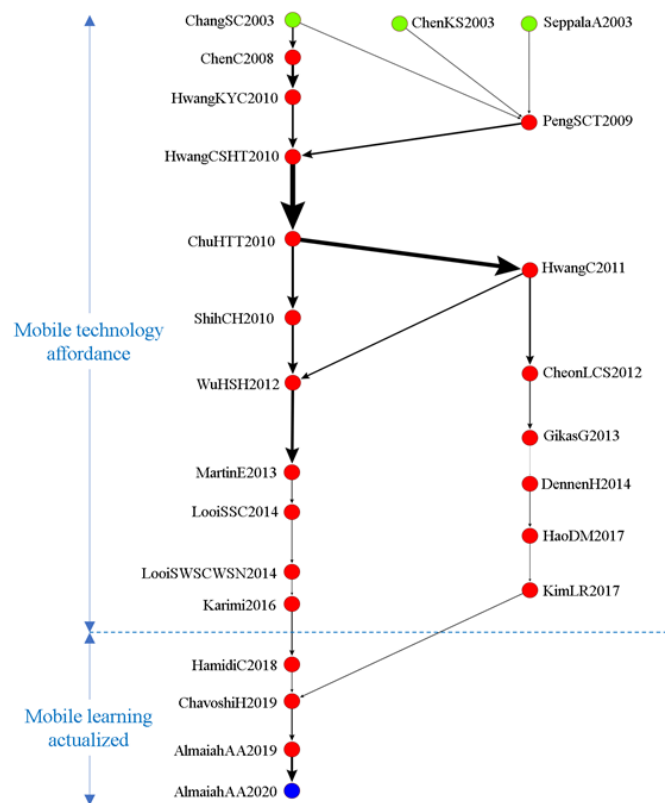 ChangSC2003
ChenKS2003
SeppalaA2003
ChenC2008
HwangKYC2010
PengSCT2009
HwangCSHT2010
ChuHTT2010
HwangC2011
ShihCH2010
Mobile technology
affordance
WuHSH2012
CheonLCS2012
GikasG2013
MartinE2013
DennenH2014
LooiSSC2014
HaoDM2017
LooiSWSCWSN2014
KimLR2017
Karimi2016
HamidiC2018
ChavoshiH2019
Mobile learning
actualized
AlmaiahAA2019
AlmaiahAA2020